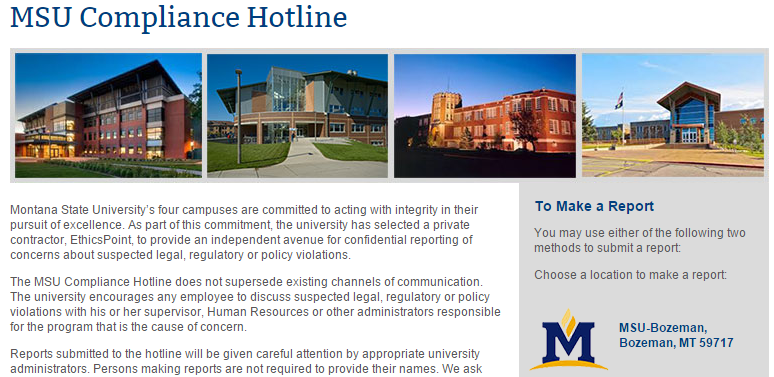 MSU Compliance Hotline
Montana State University's four campuses are committed to acting with integrity in their
pursuit of excellence. As part of this commitment, the university has selected a private
contractor, EthicsPoint, to provide an independent avenue for confidential reporting of
concerns about suspected legal, regulatory or policy violations.
The MSU Compliance Hotline does not supersede existing channels of communication.
The university encourages any employee to discuss suspected legal, regulatory or policy
violations with his or her supervisor, Human Resources or other administrators responsible
for the program that is the cause of concern.
Reports submitted to the hotline will be given careful attention by appropriate university
administrators. Persons making reports are not required to provide their names. We ask
To Make a Report
You may use either of the following two
methods to submit a report:
Choose a location to make a report:
M
MSU-Bozeman,
Bozeman, MT 59717